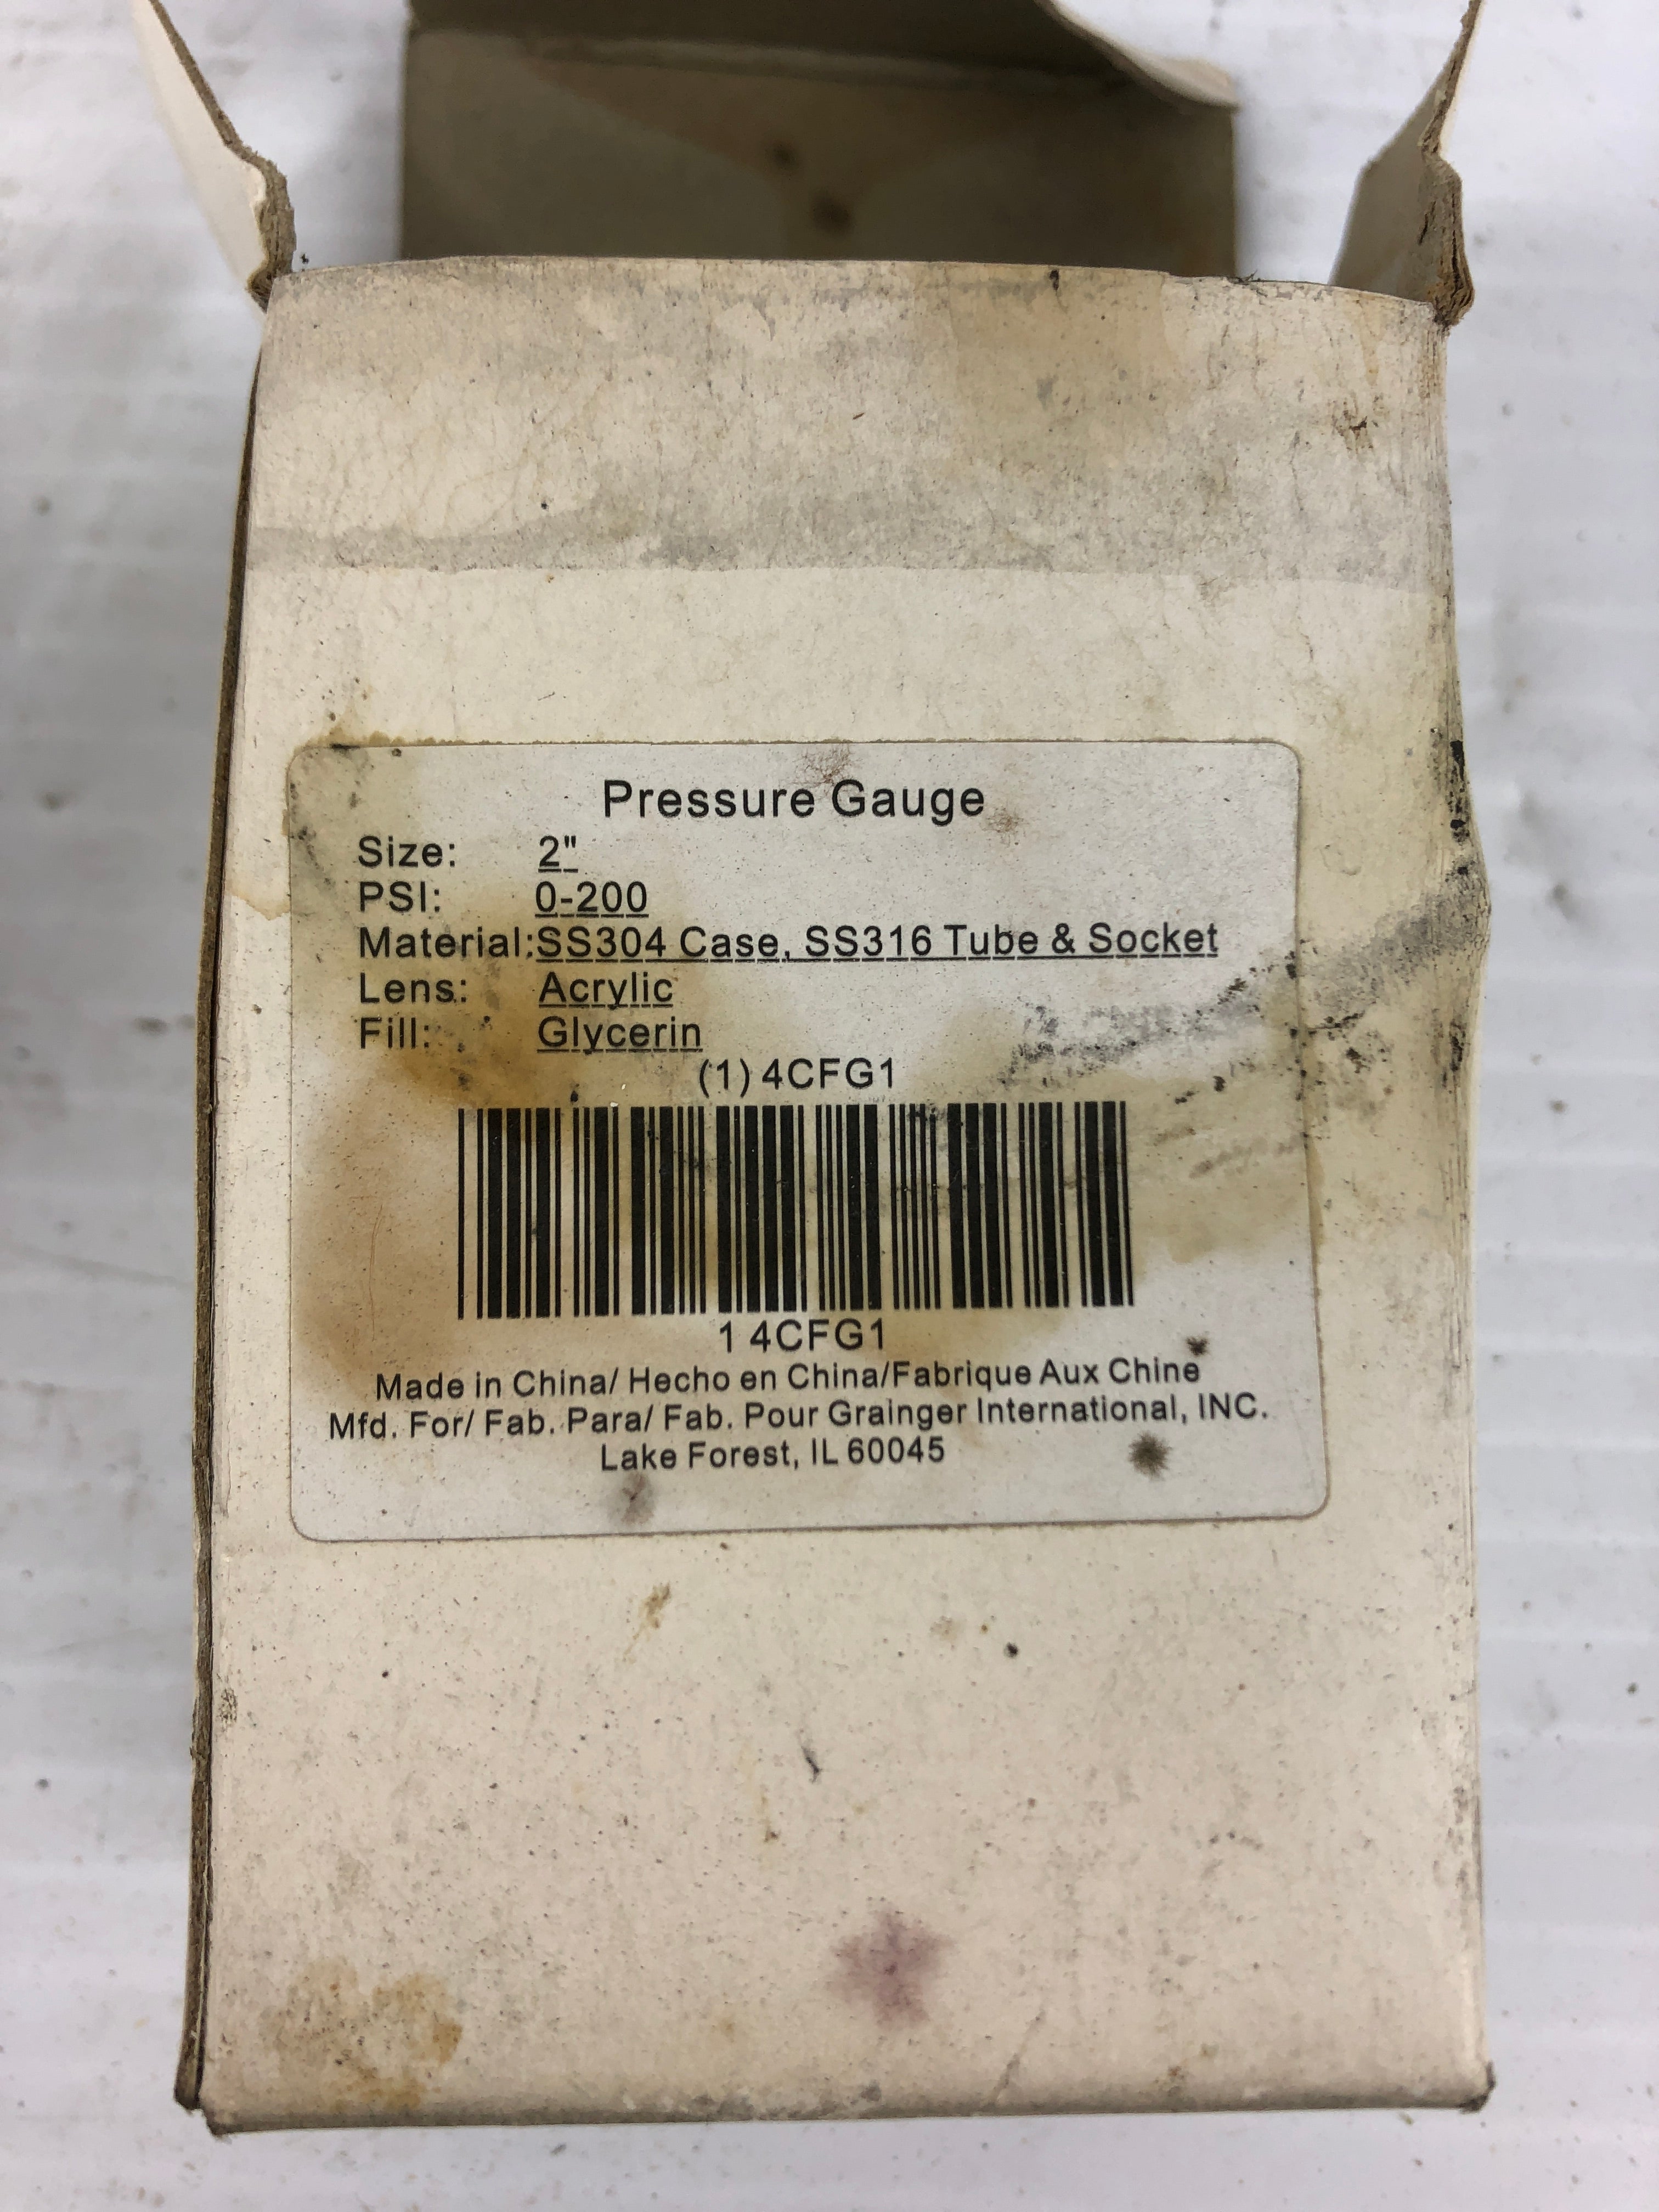 Pressure Gauge
Size: 2"
PSI: 0-200
Material:SS304 Case, SS316 Tube & Socket
Lens: Acrylic
Fill: Glycerin
(1) 4CFG1
1 4CFG1
Made in China/ Hecho en China/Fabrique Aux Chine
Mfd. For/ Fab. Para/ Fab. Pour Grainger International, INC.
Lake Forest, IL 60045